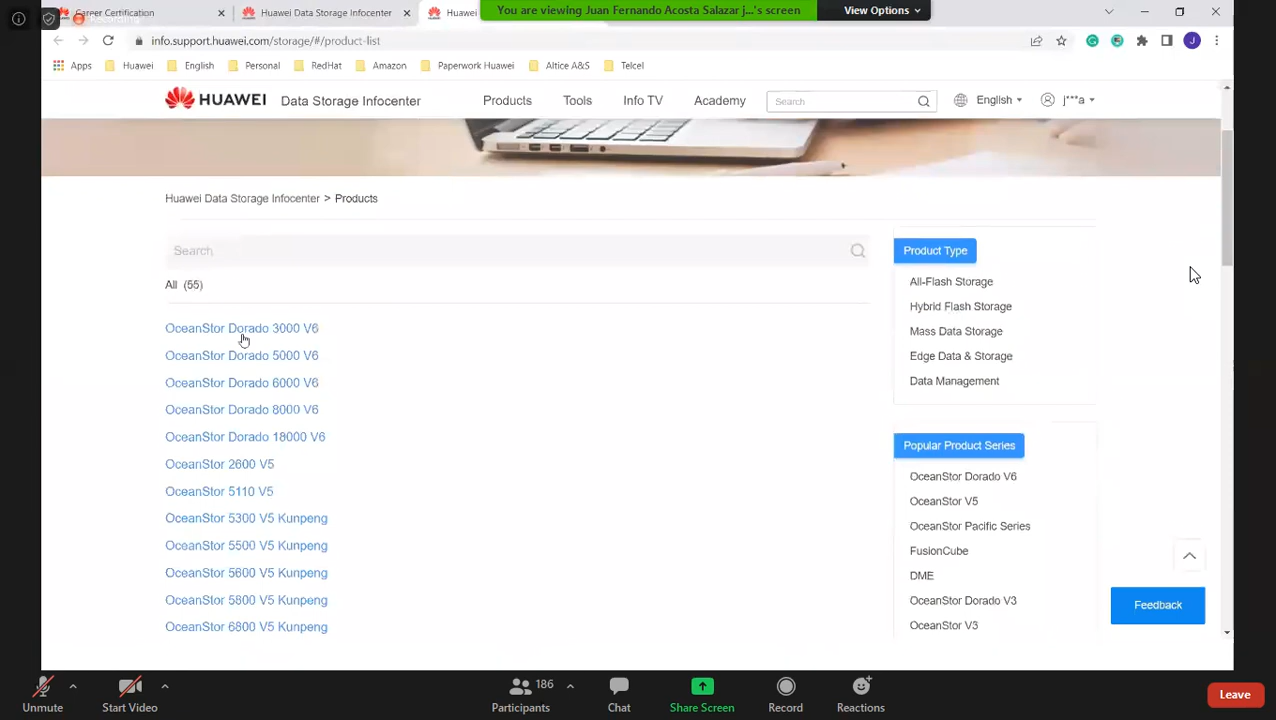 You are viewing Juan Fernando Acosta Salazar j...'s screen
View Options
Recording
Career Certification
Huawei Data Storage Infocenter
Huawei
info.support.huawei.com/storage/#/product-list
Apps Huawei English Personal RedHat Amazon Paperwork Huawei Altice A&S Telcel
HUAWEI Data Storage Infocenter Products Tools Info TV Academy Search English j***a
Huawei Data Storage Infocenter > Products
Search
All (55)
OceanStor Dorado 3000 V6
OceanStor Dorado 5000 V6
OceanStor Dorado 6000 V6
OceanStor Dorado 8000 V6
OceanStor Dorado 18000 V6
OceanStor 2600 V5
OceanStor 5110 V5
OceanStor 5300 V5 Kunpeng
OceanStor 5500 V5 Kunpeng
OceanStor 5600 V5 Kunpeng
OceanStor 5800 V5 Kunpeng
OceanStor 6800 V5 Kunpeng
Product Type
All-Flash Storage
Hybrid Flash Storage
Mass Data Storage
Edge Data & Storage
Data Management
Popular Product Series
OceanStor Dorado V6
OceanStor V5
OceanStor Pacific Series
FusionCube
DME
OceanStor Dorado V3
OceanStor V3
Feedback
J
Unmute
Start Video
186
Participants
Chat
Share Screen
Record
Reactions
Leave